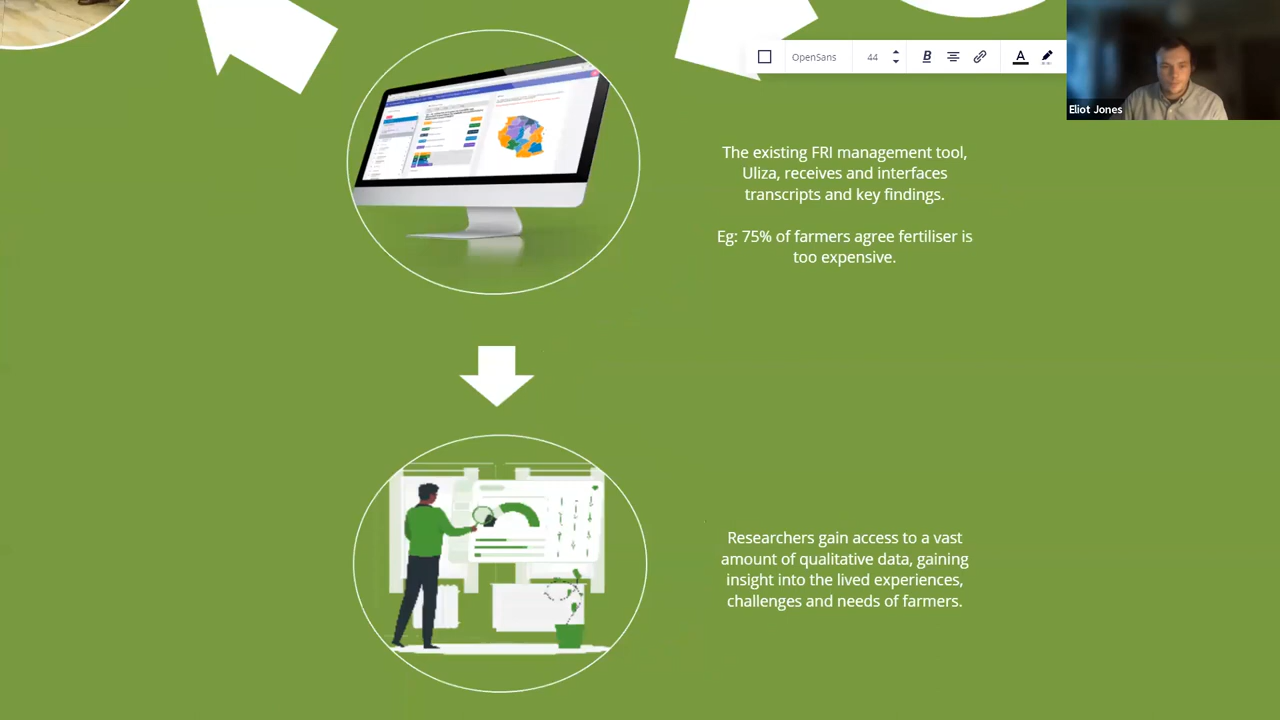 OpenSans
44
B
A
Eliot Jones
The existing FRI management tool,
Uliza, receives and interfaces
transcripts and key findings.
Eg: 75% of farmers agree fertiliser is
too expensive.
Researchers gain access to a vast
amount of qualitative data, gaining
insight into the lived experiences,
challenges and needs of farmers.